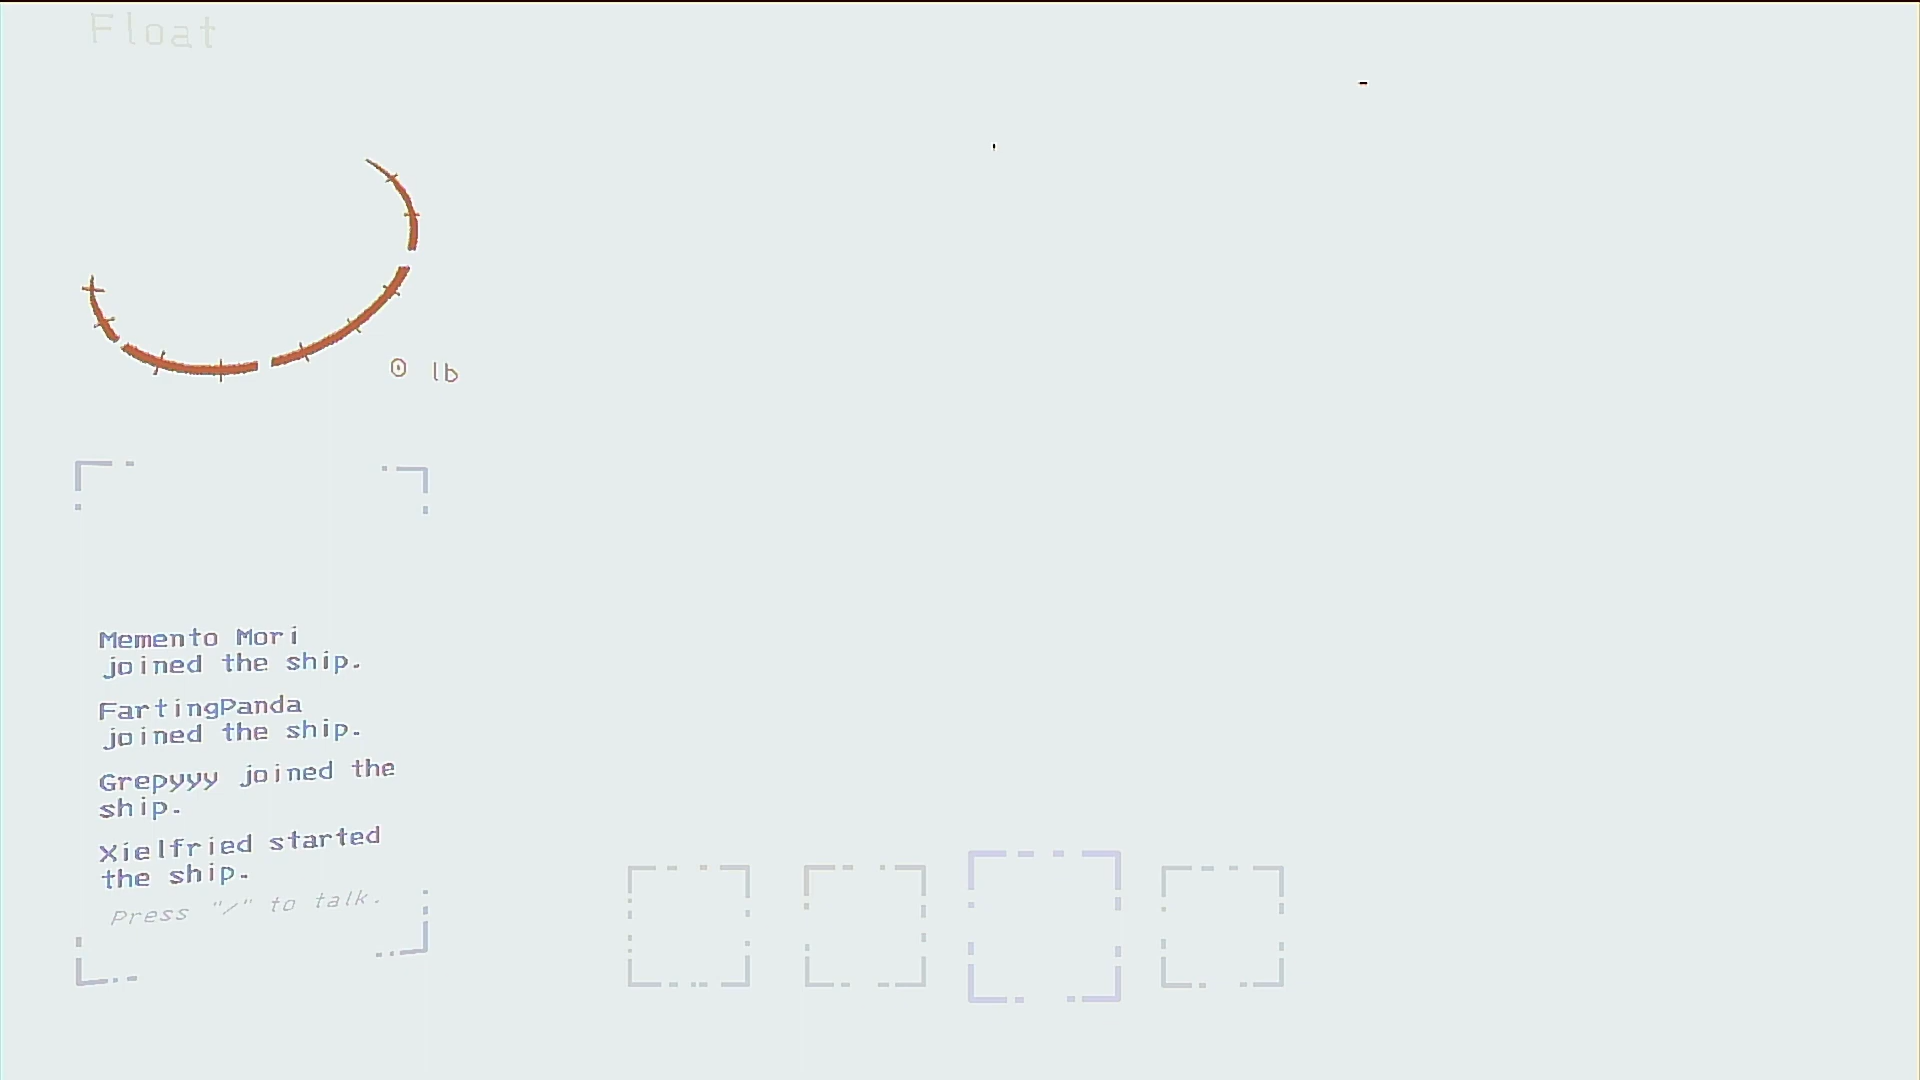 Float
0 lb
Memento Mori
joined the ship.
FartingPanda
joined the ship.
Grepyyy joined the
ship.
Xielfried started
the ship.
Press "/" to talk.